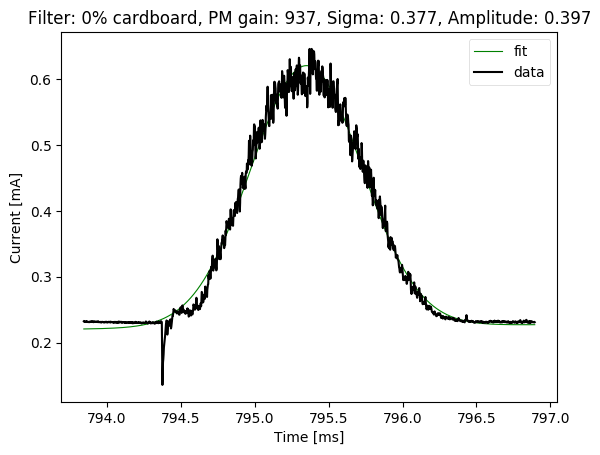 Filter: 0% cardboard, PM gain: 937, Sigma: 0.377, Amplitude: 0.397
fit
data
0.6
0.5
0.4
0.3
0.2
Current [mA]
794.0 794.5 795.0 795.5 796.0 796.5 797.0
Time [ms]